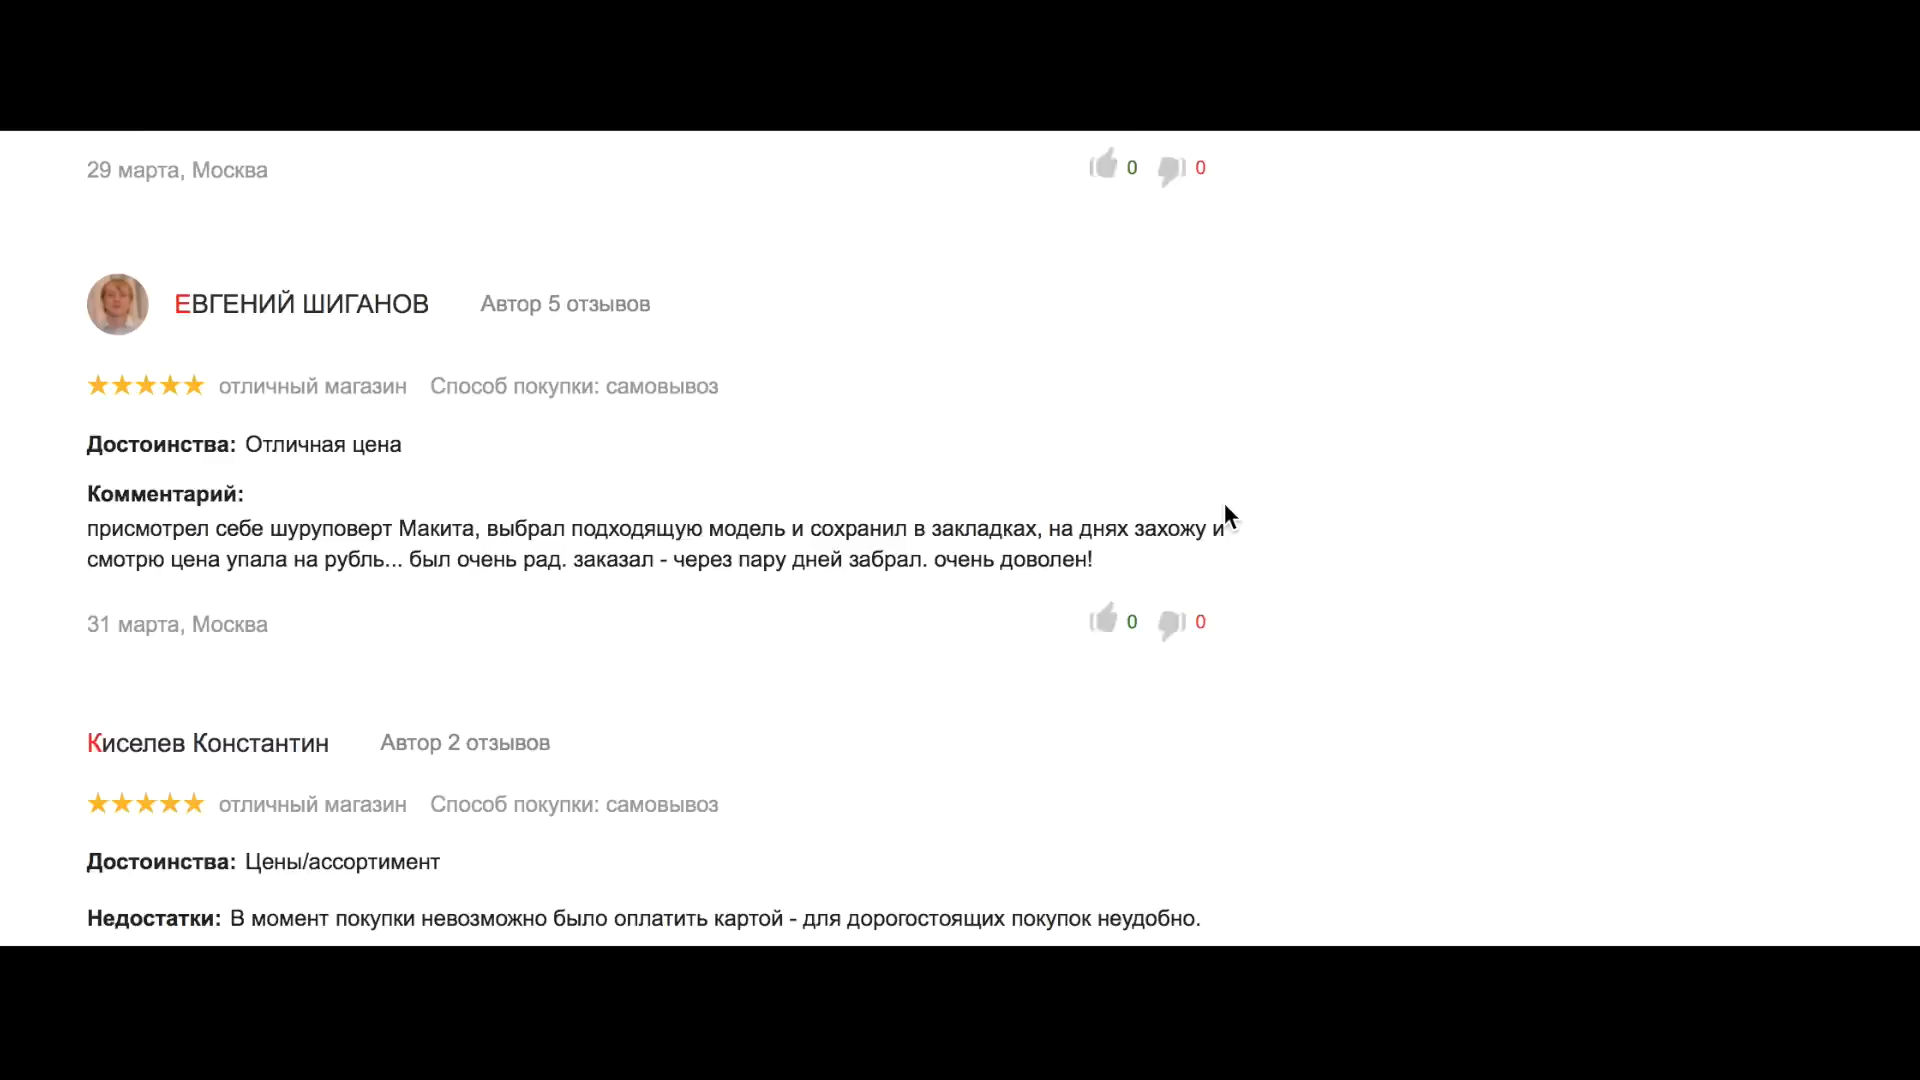 29 марта, Москва 0 0
ЕВГЕНИЙ ШИГАНОВ Автор 5 отзывов
отличный магазин Способ покупки: самовывоз
Достоинства: Отличная цена
Комментарий:
присмотрел себе шуруповерт Макита, выбрал подходящую модель и сохранил в закладках, на днях захожу и
смотрю цена упала на рубль... был очень рад. заказал - через пару дней забрал. очень доволен!
31 марта, Москва 0 0
Киселев Константин Автор 2 отзывов
отличный магазин Способ покупки: самовывоз
Достоинства: Цены/ассортимент
Недостатки: В момент покупки невозможно было оплатить картой - для дорогостоящих покупок неудобно.